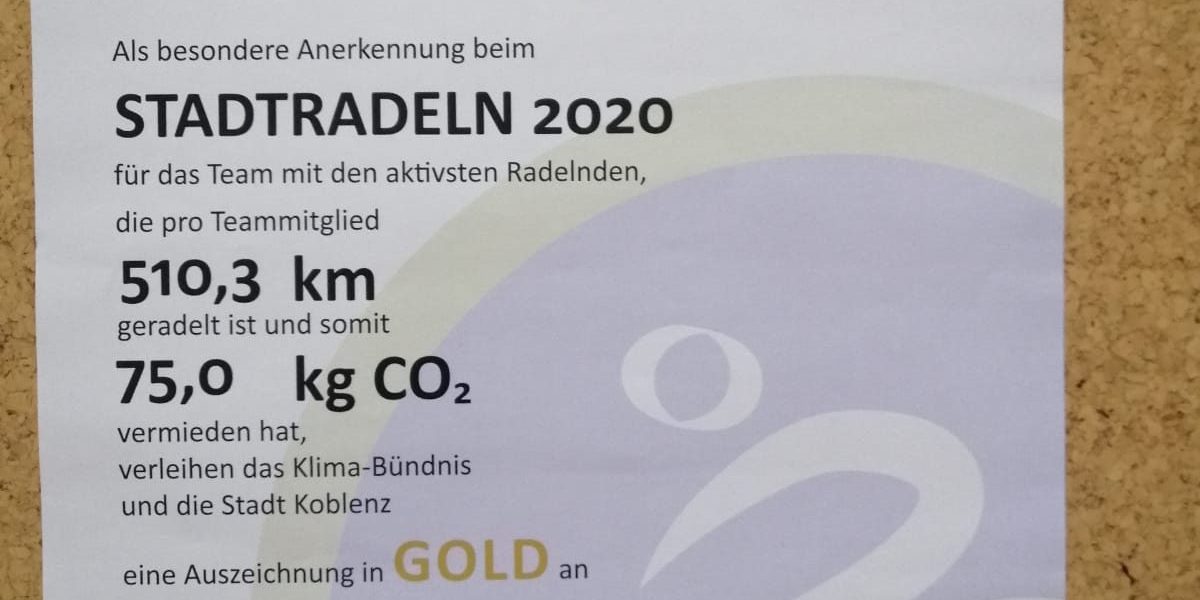 Als besondere Anerkennung beim
STADTRADELN 2020
für das Team mit den aktivsten Radelnden,
die pro Teammitglied
510,3 km
geradelt ist und somit
75,0 kg CO₂
vermieden hat,
verleihen das Klima-Bündnis
und die Stadt Koblenz
eine Auszeichnung in GOLD an